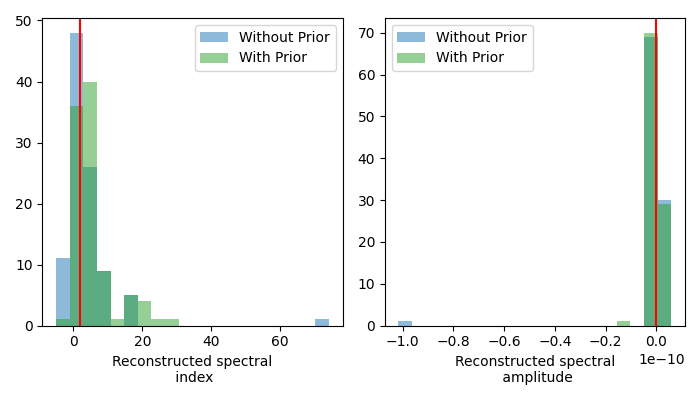 50
40
30
20
10
0
Without Prior
With Prior
0 20 40 60
Reconstructed spectral
index
70
60
50
40
30
20
10
0
Without Prior
With Prior
−1.0 −0.8 −0.6 −0.4 −0.2 0.0
1e−10
Reconstructed spectral
amplitude